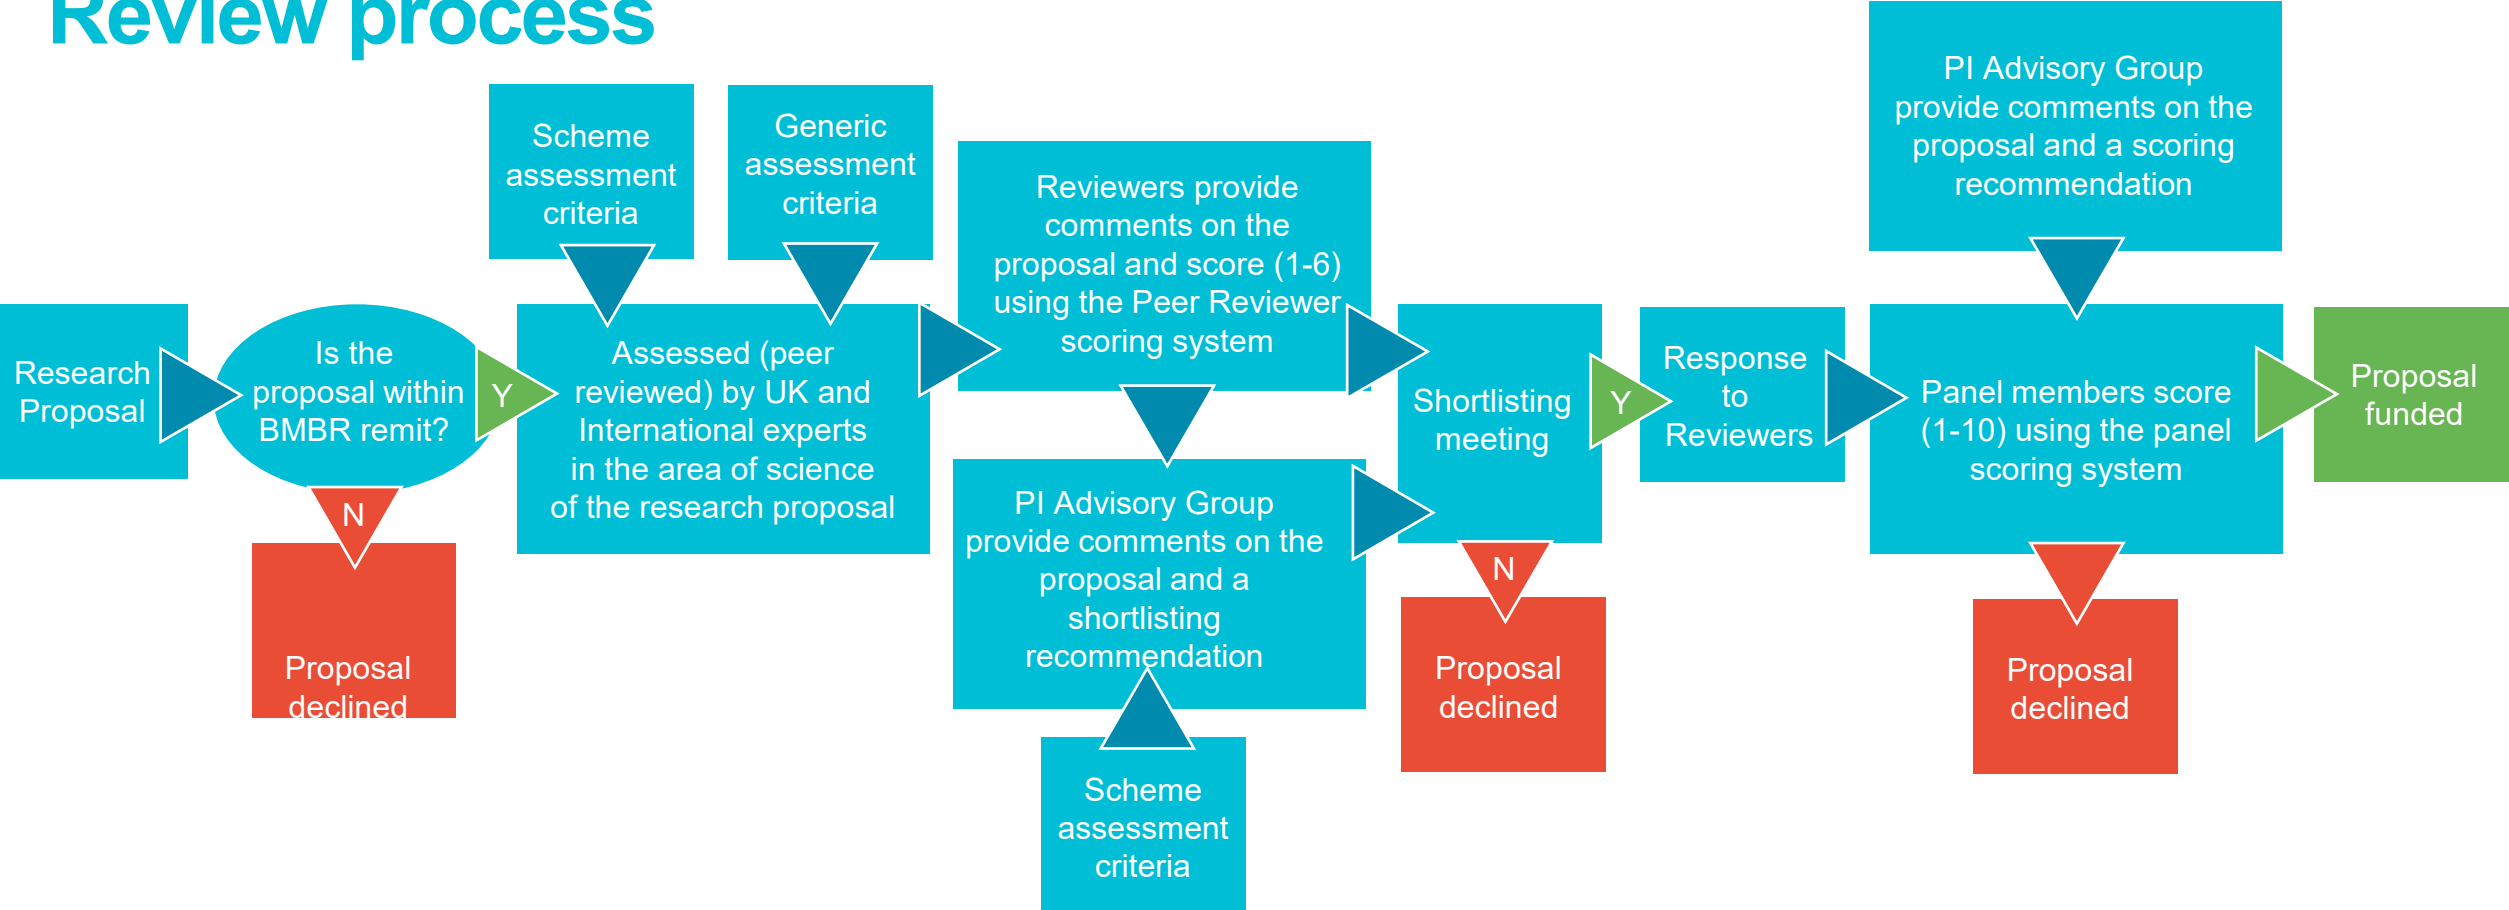 Review process
Research
Proposal
Is the
proposal within
BMBR remit?
Y
N
Proposal
declined
Scheme
assessment
criteria
Generic
assessment
criteria
Assessed (peer
reviewed) by UK and
International experts
in the area of science
of the research proposal
Reviewers provide
comments on the
proposal and score (1-6)
using the Peer Reviewer
scoring system
PI Advisory Group
provide comments on the
proposal and a
shortlisting
recommendation
Scheme
assessment
criteria
Shortlisting
meeting
Y
N
Proposal
declined
Response
to
Reviewers
PI Advisory Group
provide comments on the
proposal and a scoring
recommendation
Panel members score
(1-10) using the panel
scoring system
Proposal
declined
Proposal
funded